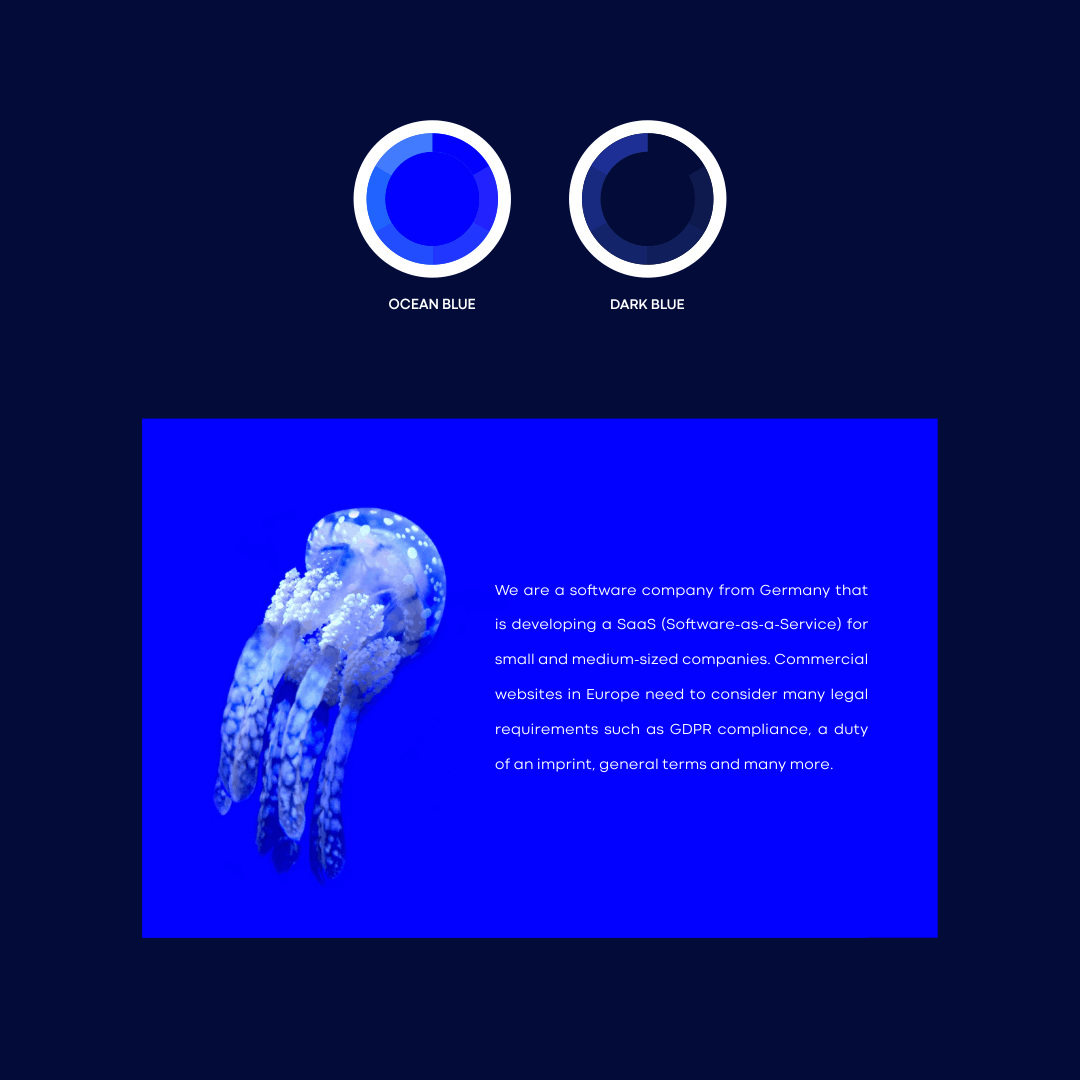 OCEAN BLUE
DARK BLUE
We are a software company from Germany that
is developing a SaaS (Software-as-a-Service) for
small and medium-sized companies. Commercial
websites in Europe need to consider many legal
requirements such as GDPR compliance, a duty
of an imprint, general terms and many more.